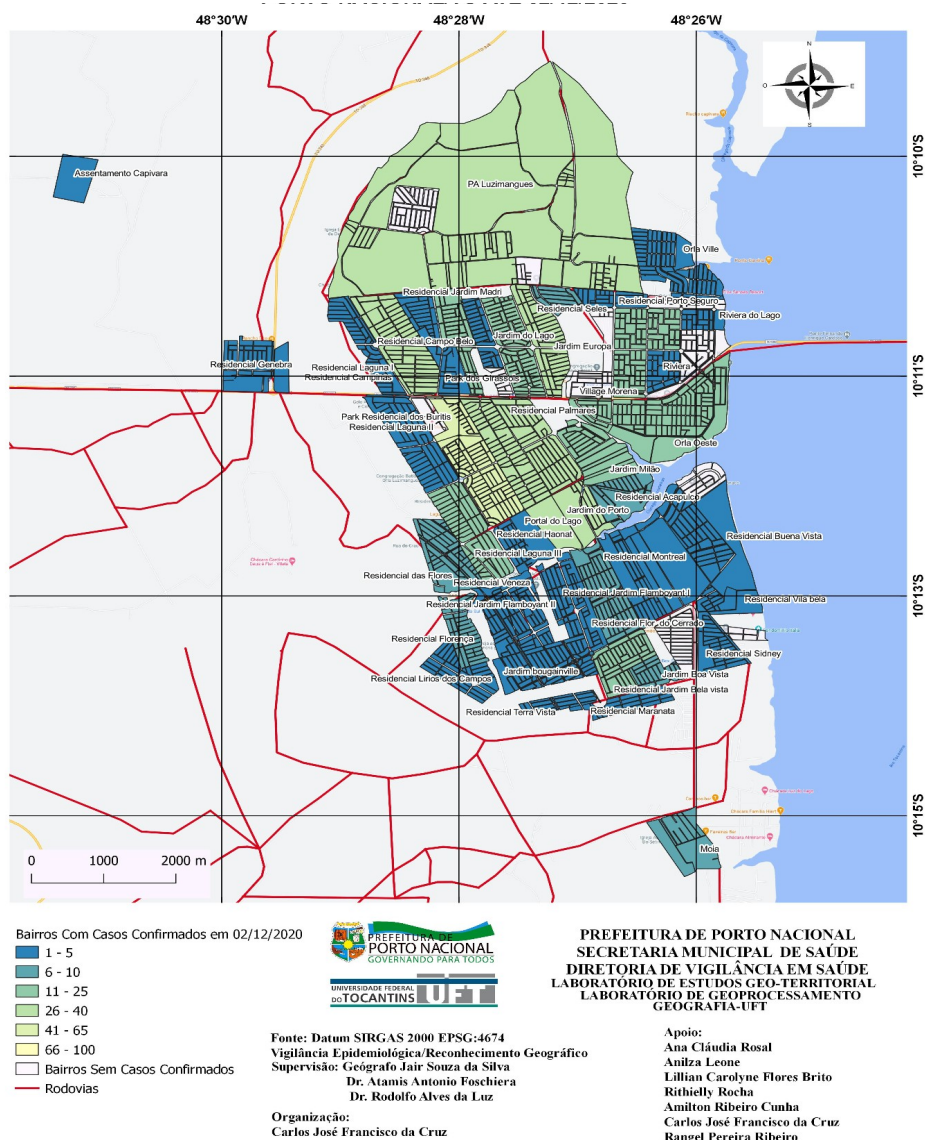 48°30'W
48°28'W
48°26'W
10°10'S
Assentamento Capivara
PA Luzimangues
Orla Ville
Residencial Jardim Madri
Residencial Porto Seguro
Residencial Seles
Riviera do Lago
Jardim do Lago
Residencial Campo Belo
Jardim Europa
10°11'S
Residencial Genebra
Residencial Laguna I
Riviera
Residencial Campinas
Park dos Girassois
Village Morena
Residencial Palmares
Park Residencial dos Buritis
Residencial Laguna II
Orla Oeste
Jardim Milão
Residencial Acapulco
Jardim do Porto
Portal do Lago
Residencial Haonat
Residencial Buena Vista
Residencial Laguna III
Residencial Montreal
Residencial das Flores
Residencial Veneza
Residencial Jardim Flamboyant I
10°13'S
Residencial Vila bela
Residencial Jardim Flamboyant II
Residencial Flor do Cerrado
Residencial Florença
Residencial Sidney
Jardim bougainville
Jardim Boa Vista
Residencial Lirios dos Campos
Residencial Jardim Bela vista
Residencial Terra Vista
Residencial Maranata
10°15'S
Moia
0 1000 2000 m
N
O
E
S
Bairros Com Casos Confirmados em 02/12/2020
1 - 5
6 - 10
11 - 25
26 - 40
41 - 65
66 - 100
Bairros Sem Casos Confirmados
Rodovias
PREFEITURA DE
PORTO NACIONAL
GOVERNANDO PARA TODOS
UNIVERSIDADE FEDERAL
DO TOCANTINS UFT
Fonte: Datum SIRGAS 2000 EPSG:4674
Vigilância Epidemiológica/Reconhecimento Geográfico
Supervisão: Geógrafo Jair Souza da Silva
Dr. Atamis Antonio Foschiera
Dr. Rodolfo Alves da Luz
Organização:
Carlos José Francisco da Cruz
PREFEITURA DE PORTO NACIONAL
SECRETARIA MUNICIPAL DE SAÚDE
DIRETORIA DE VIGILÂNCIA EM SAÚDE
LABORATÓRIO DE ESTUDOS GEO-TERRITORIAL
LABORATÓRIO DE GEOPROCESSAMENTO
GEOGRAFIA-UFT
Apoio:
Ana Cláudia Rosal
Anilza Leone
Lillian Carolyne Flores Brito
Rithielly Rocha
Amilton Ribeiro Cunha
Carlos José Francisco da Cruz
Rangel Pereira Ribeiro